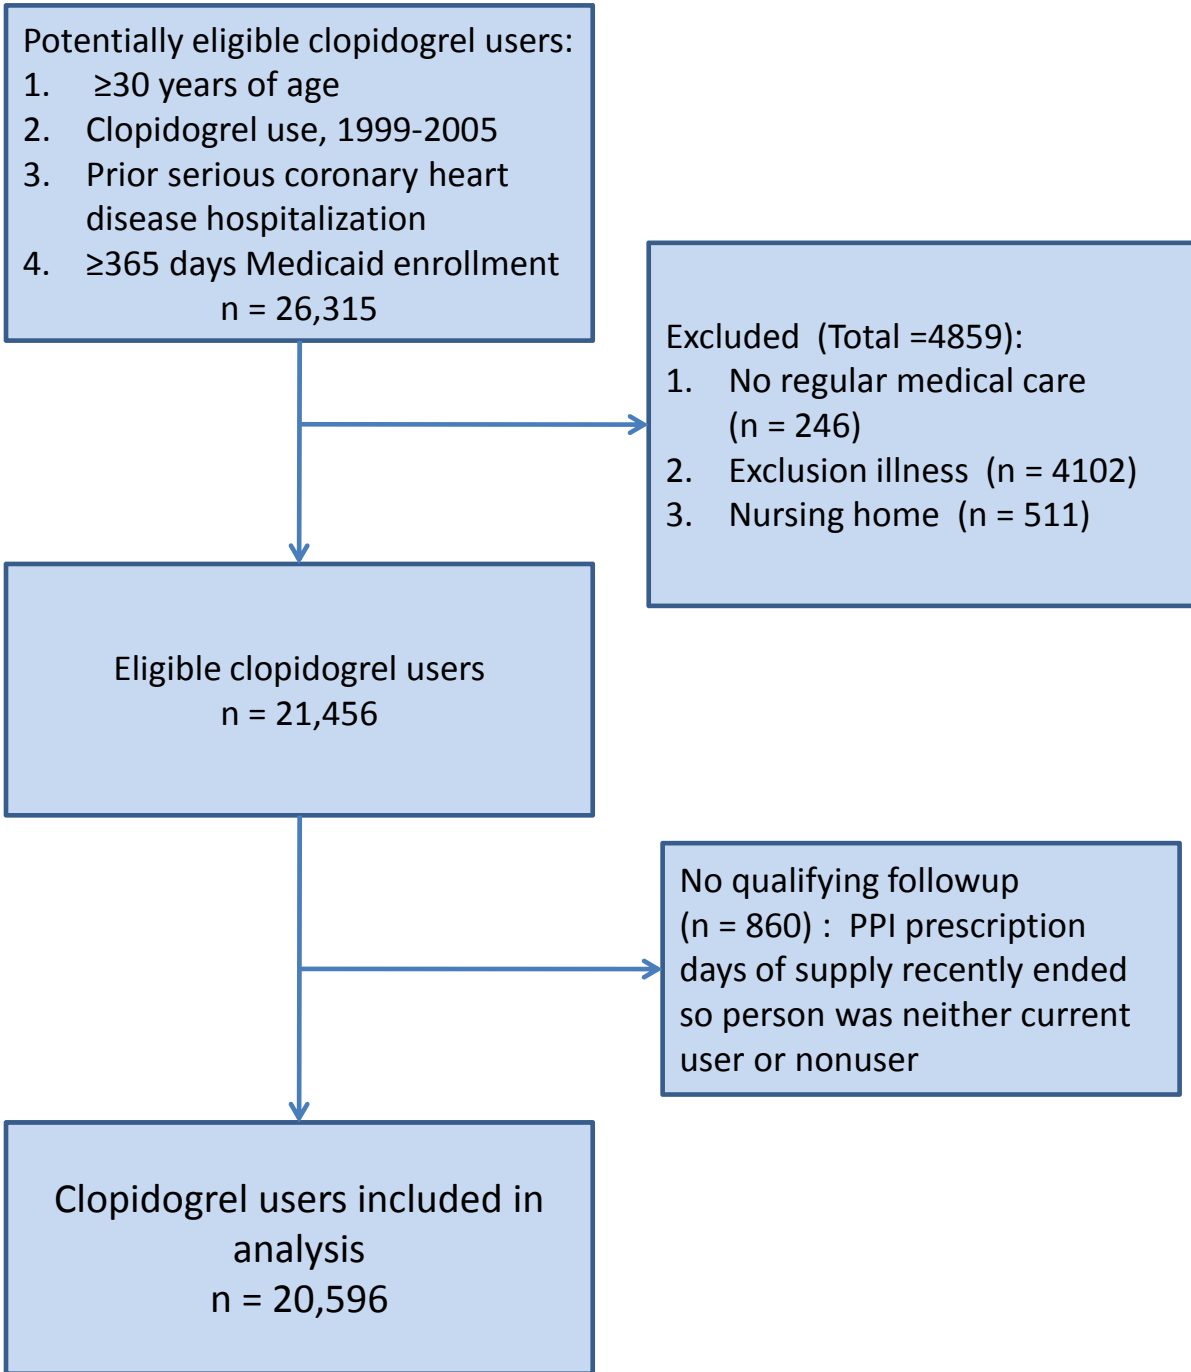 Potentially eligible clopidogrel users:
1. ≥30 years of age
2. Clopidogrel use, 1999-2005
3. Prior serious coronary heart
disease hospitalization
4. ≥365 days Medicaid enrollment
n = 26,315
Excluded (Total =4859):
1. No regular medical care
(n = 246)
2. Exclusion illness (n = 4102)
3. Nursing home (n = 511)
Eligible clopidogrel users
n = 21,456
No qualifying followup
(n = 860) : PPI prescription
days of supply recently ended
so person was neither current
user or nonuser
Clopidogrel users included in
analysis
n = 20,596